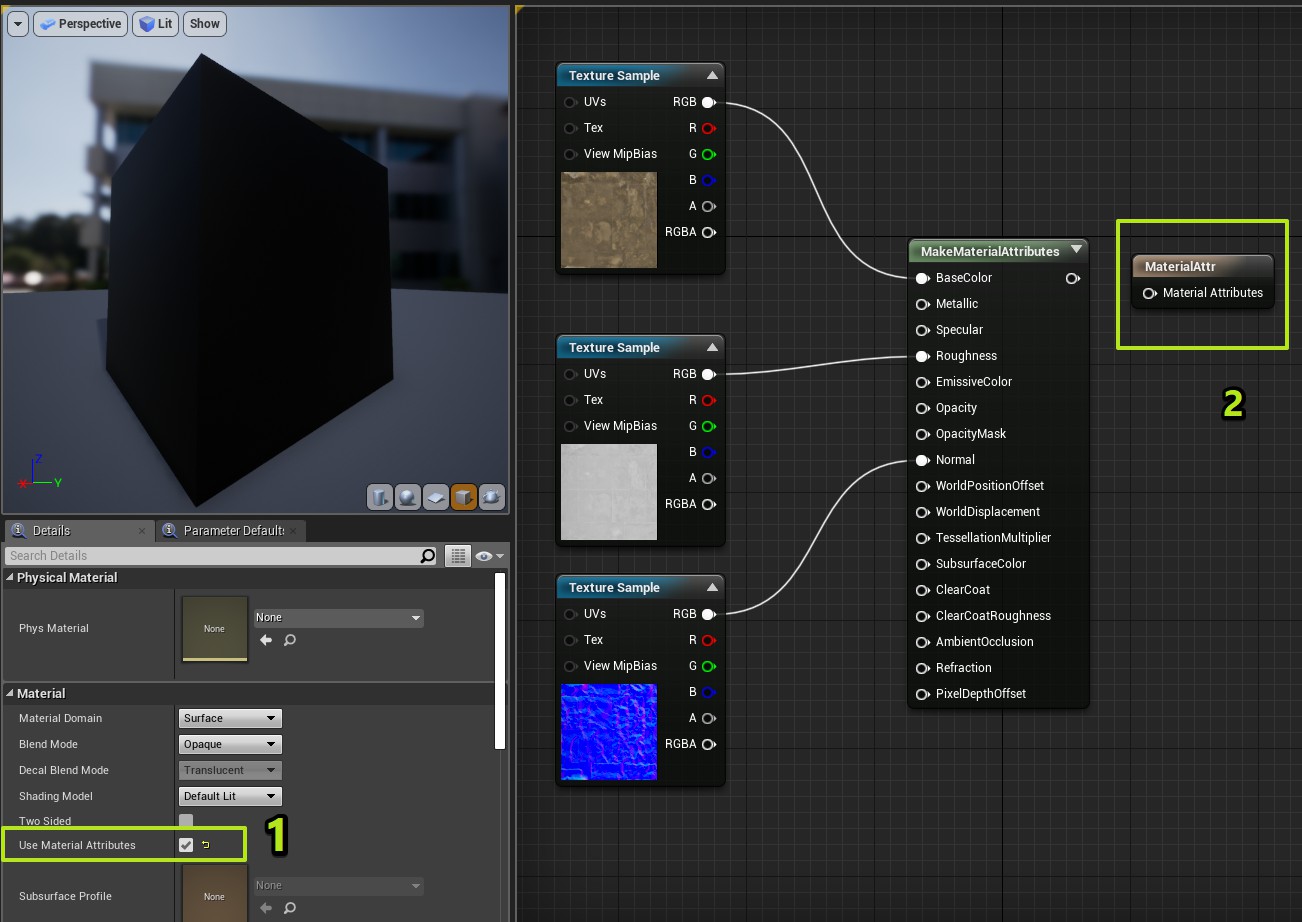 Perspective
Lit
Show
Details
Parameter Defaults
Search Details
Physical Material
Phys Material
None
None
Material
Material Domain
Surface
Blend Mode
Opaque
Decal Blend Mode
Translucent
Shading Model
Default Lit
Two Sided
Use Material Attributes
1
Subsurface Profile
None
None
Z
Y
Texture Sample
UVs RGB
Tex R
View MipBias G
B
A
RGBA
Texture Sample
UVs RGB
Tex R
View MipBias G
B
A
RGBA
Texture Sample
UVs RGB
Tex R
View MipBias G
B
A
RGBA
MakeMaterialAttributes
BaseColor
Metallic
Specular
Roughness
EmissiveColor
Opacity
OpacityMask
Normal
WorldPositionOffset
WorldDisplacement
TessellationMultiplier
SubsurfaceColor
ClearCoat
ClearCoatRoughness
AmbientOcclusion
Refraction
PixelDepthOffset
MaterialAttr
Material Attributes
2